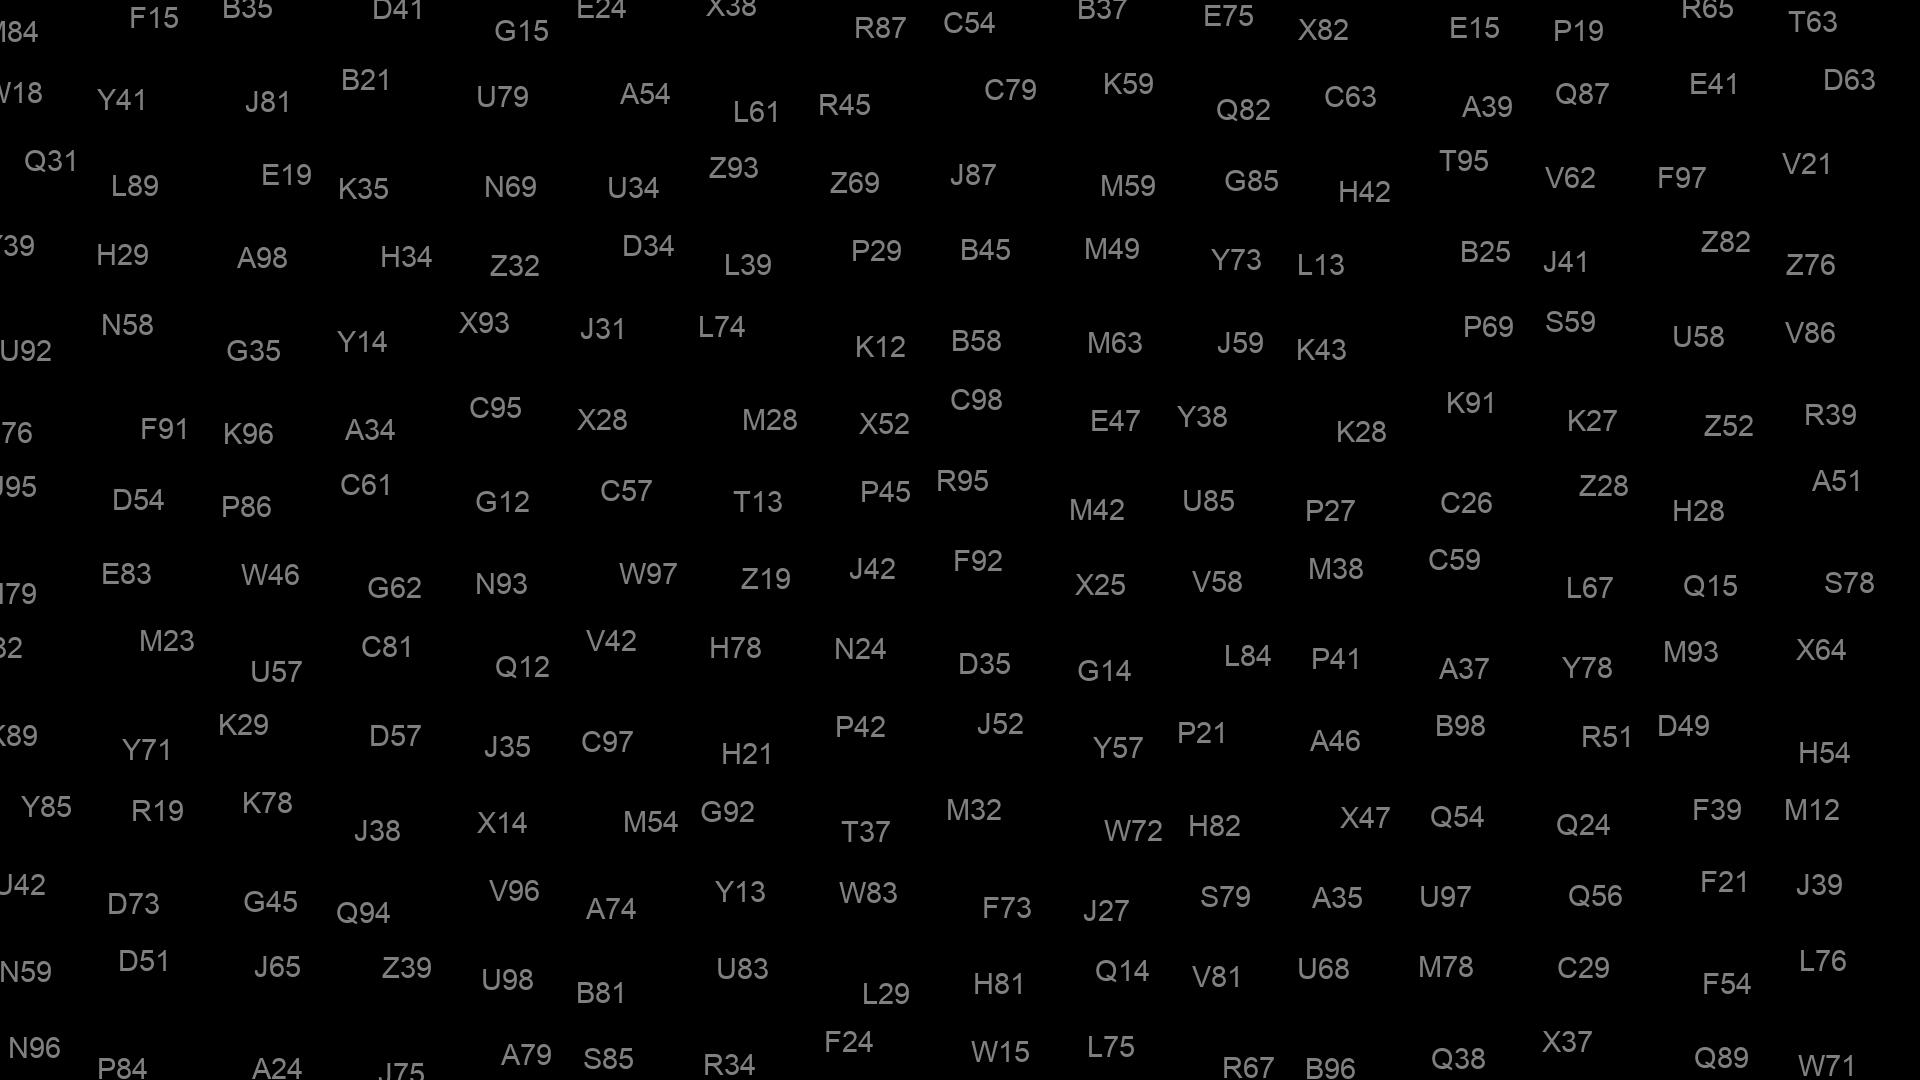 F15 B35 D41 G15 E24 X38 R87 C54 B37 E75 X82 E15 P19 R65 T63
Y41 J81 B21 U79 A54 L61 R45 C79 K59 Q82 C63 A39 Q87 E41 D63
Q31 L89 E19 K35 N69 U34 Z93 Z69 J87 M59 G85 H42 T95 V62 F97 V21
H29 A98 H34 Z32 D34 L39 P29 B45 M49 Y73 L13 B25 J41 Z82 Z76
U92 N58 G35 Y14 X93 J31 L74 K12 B58 M63 J59 K43 P69 S59 U58 V86
F91 K96 A34 C95 X28 M28 X52 C98 E47 Y38 K28 K91 K27 Z52 R39
D54 P86 C61 G12 C57 T13 P45 R95 M42 U85 P27 C26 Z28 H28 A51
E83 W46 G62 N93 W97 Z19 J42 F92 X25 V58 M38 C59 L67 Q15 S78
M23 U57 C81 Q12 V42 H78 N24 D35 G14 L84 P41 A37 Y78 M93 X64
K89 Y71 K29 D57 J35 C97 H21 P42 J52 Y57 P21 A46 B98 R51 D49 H54
Y85 R19 K78 J38 X14 M54 G92 T37 M32 W72 H82 X47 Q54 Q24 F39 M12
U42 D73 G45 Q94 V96 A74 Y13 W83 F73 J27 S79 A35 U97 Q56 F21 J39
N59 D51 J65 Z39 U98 B81 U83 L29 H81 Q14 V81 U68 M78 C29 F54 L76
N96 P84 A24 J75 A79 S85 R34 F24 W15 L75 R67 B96 Q38 X37 Q89 W71